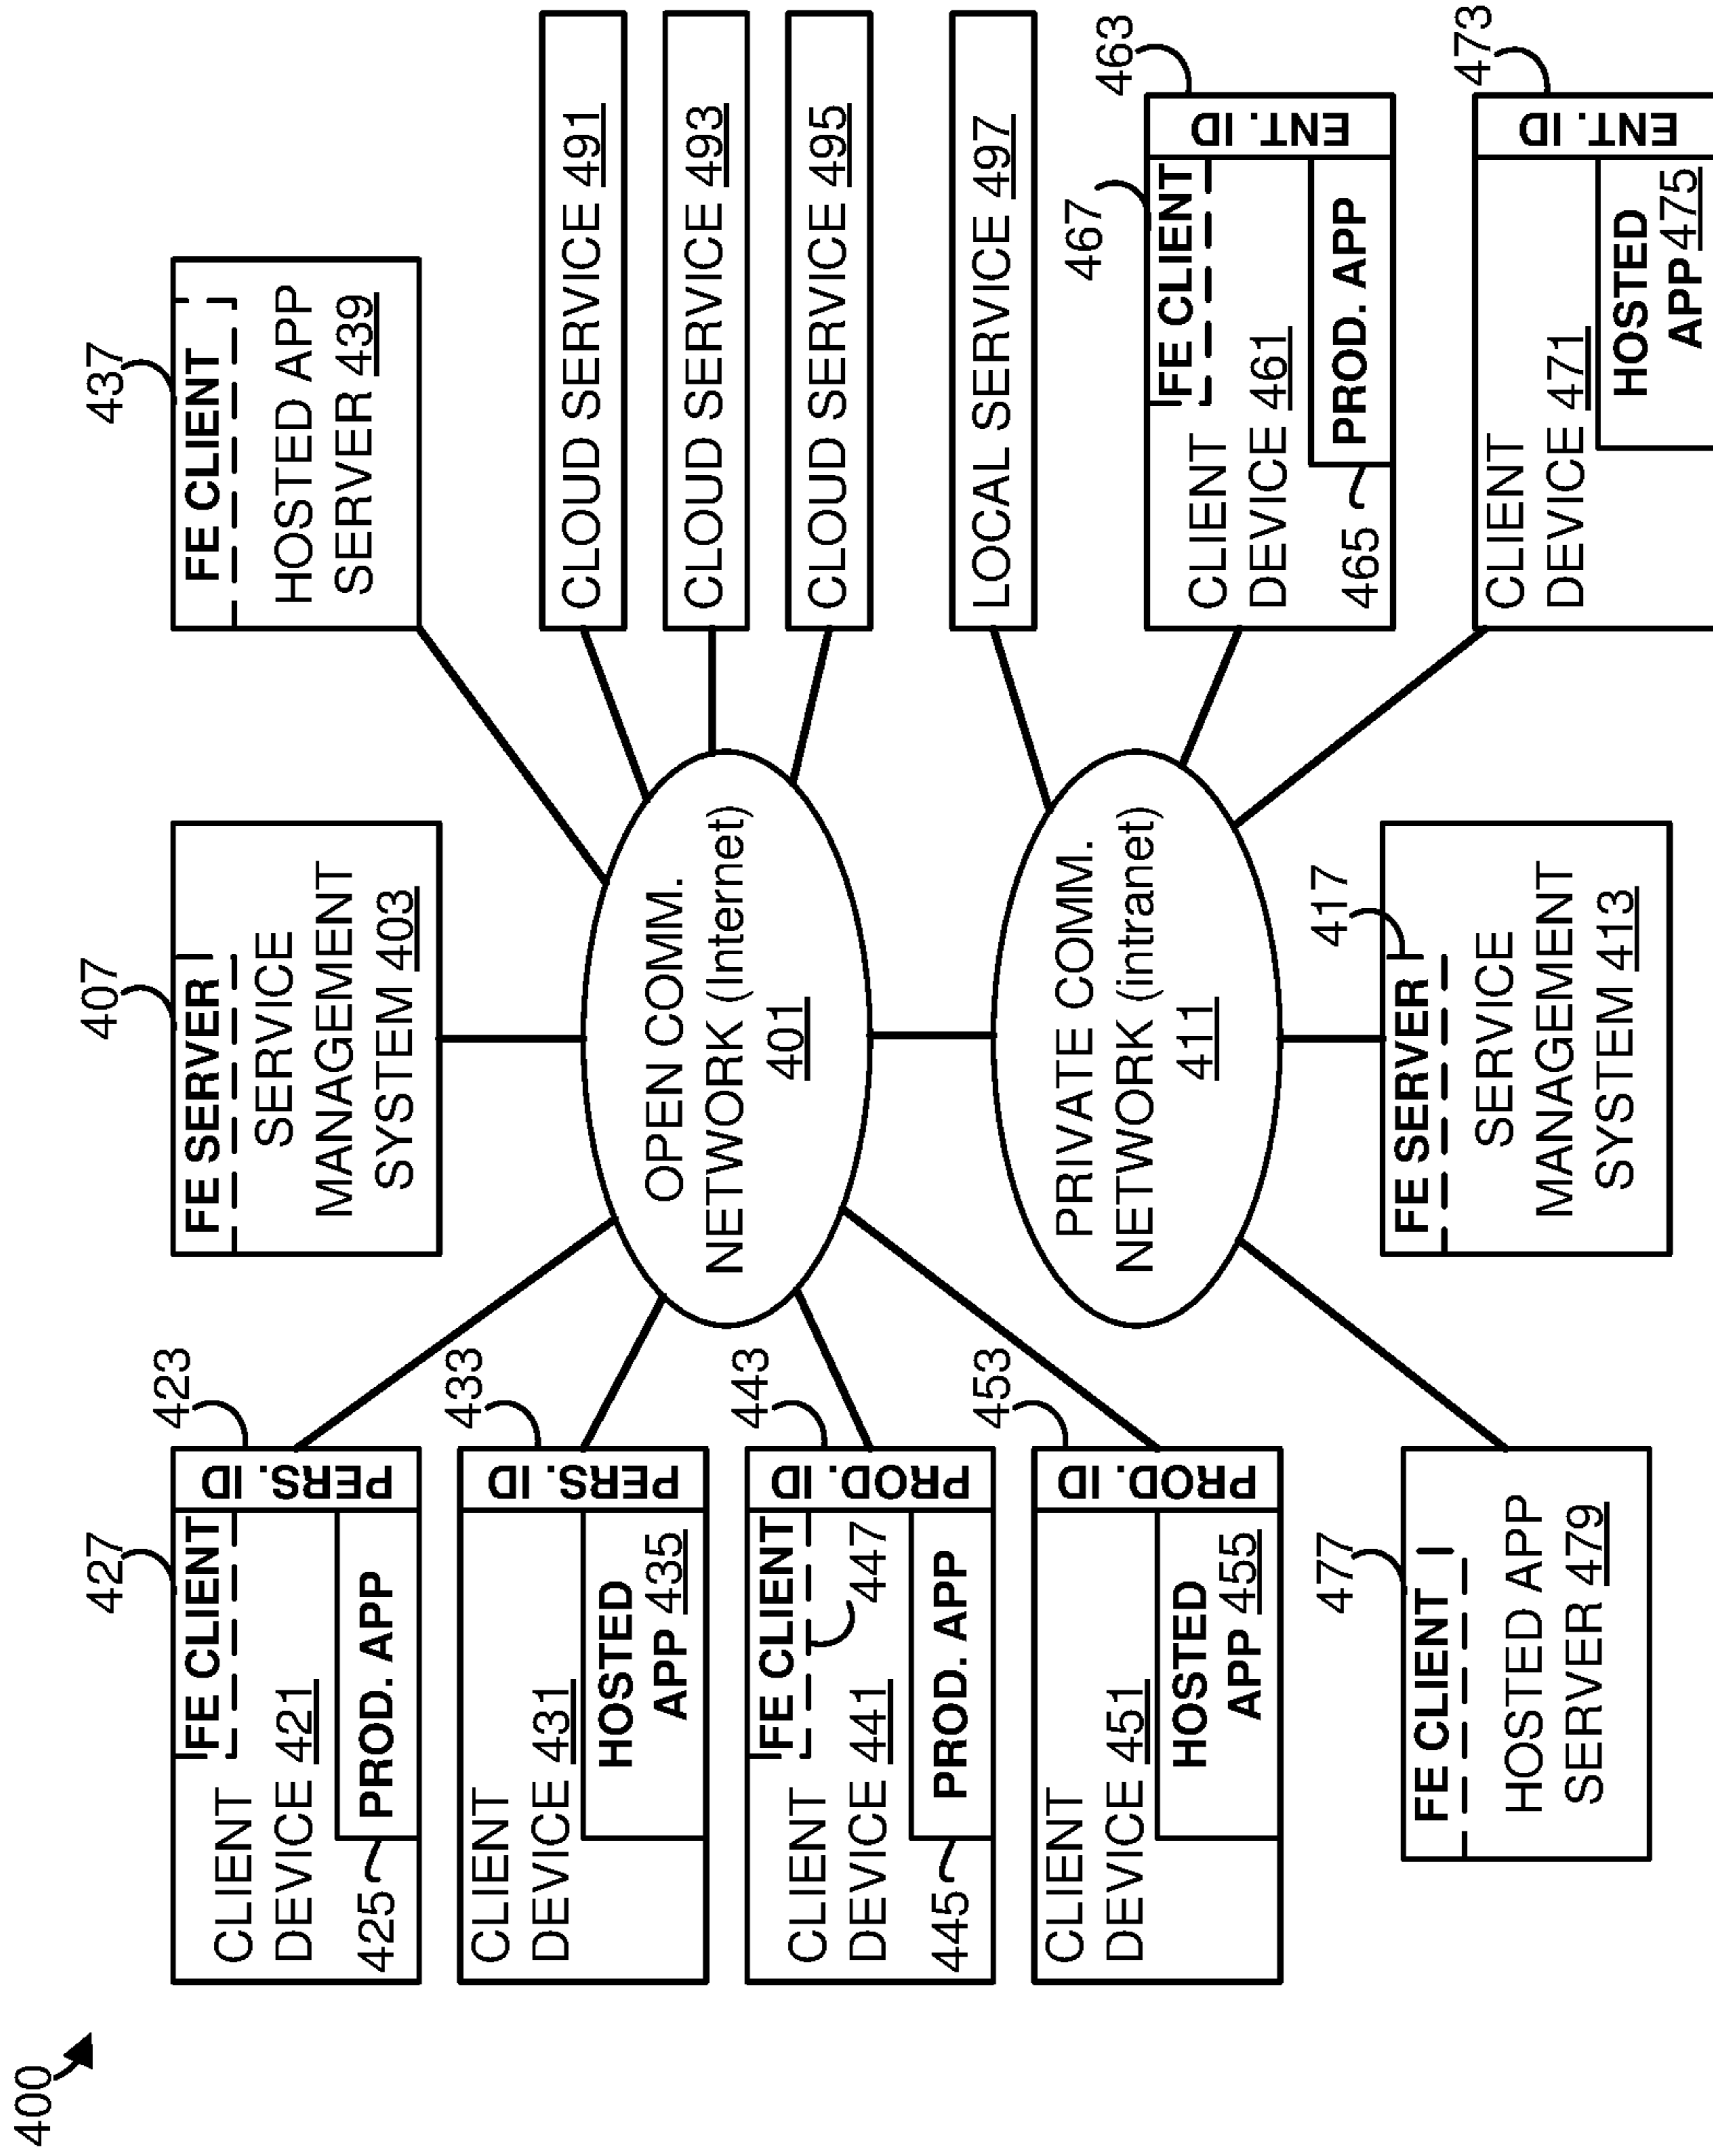 400
427
423
FE CLIENT
PERS. ID
CLIENT
DEVICE 421
425
PROD. APP
433
CLIENT
DEVICE 431
PERS. ID
HOSTED
APP 435
443
FE CLIENT
PROD. ID
CLIENT
DEVICE 441
447
445
PROD. APP
453
CLIENT
DEVICE 451
PROD. ID
HOSTED
APP 455
477
FE CLIENT
HOSTED APP
SERVER 479
407
FE SERVER
SERVICE
MANAGEMENT
SYSTEM 403
OPEN COMM.
NETWORK (Internet)
401
PRIVATE COMM.
NETWORK (intranet)
411
417
FE SERVER
SERVICE
MANAGEMENT
SYSTEM 413
437
FE CLIENT
HOSTED APP
SERVER 439
CLOUD SERVICE 491
CLOUD SERVICE 493
CLOUD SERVICE 495
LOCAL SERVICE 497
467
463
FE CLIENT
ENT. ID
CLIENT
DEVICE 461
465
PROD. APP
473
CLIENT
DEVICE 471
ENT. ID
HOSTED
APP 475